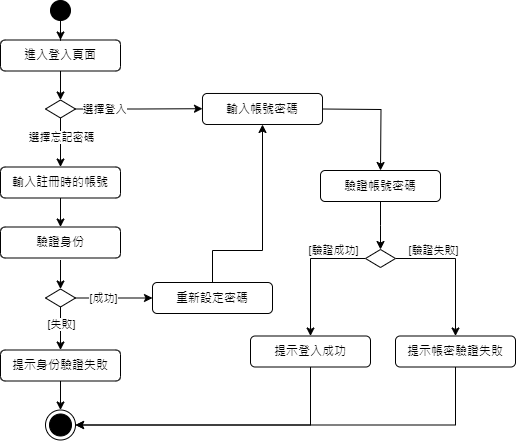 進入登入頁面
選擇登入
輸入帳號密碼
選擇忘記密碼
輸入註冊時的帳號
驗證帳號密碼
驗證身份
[驗證成功]
[驗證失敗]
[成功]
重新設定密碼
[失敗]
提示身份驗證失敗
提示登入成功
提示帳密驗證失敗